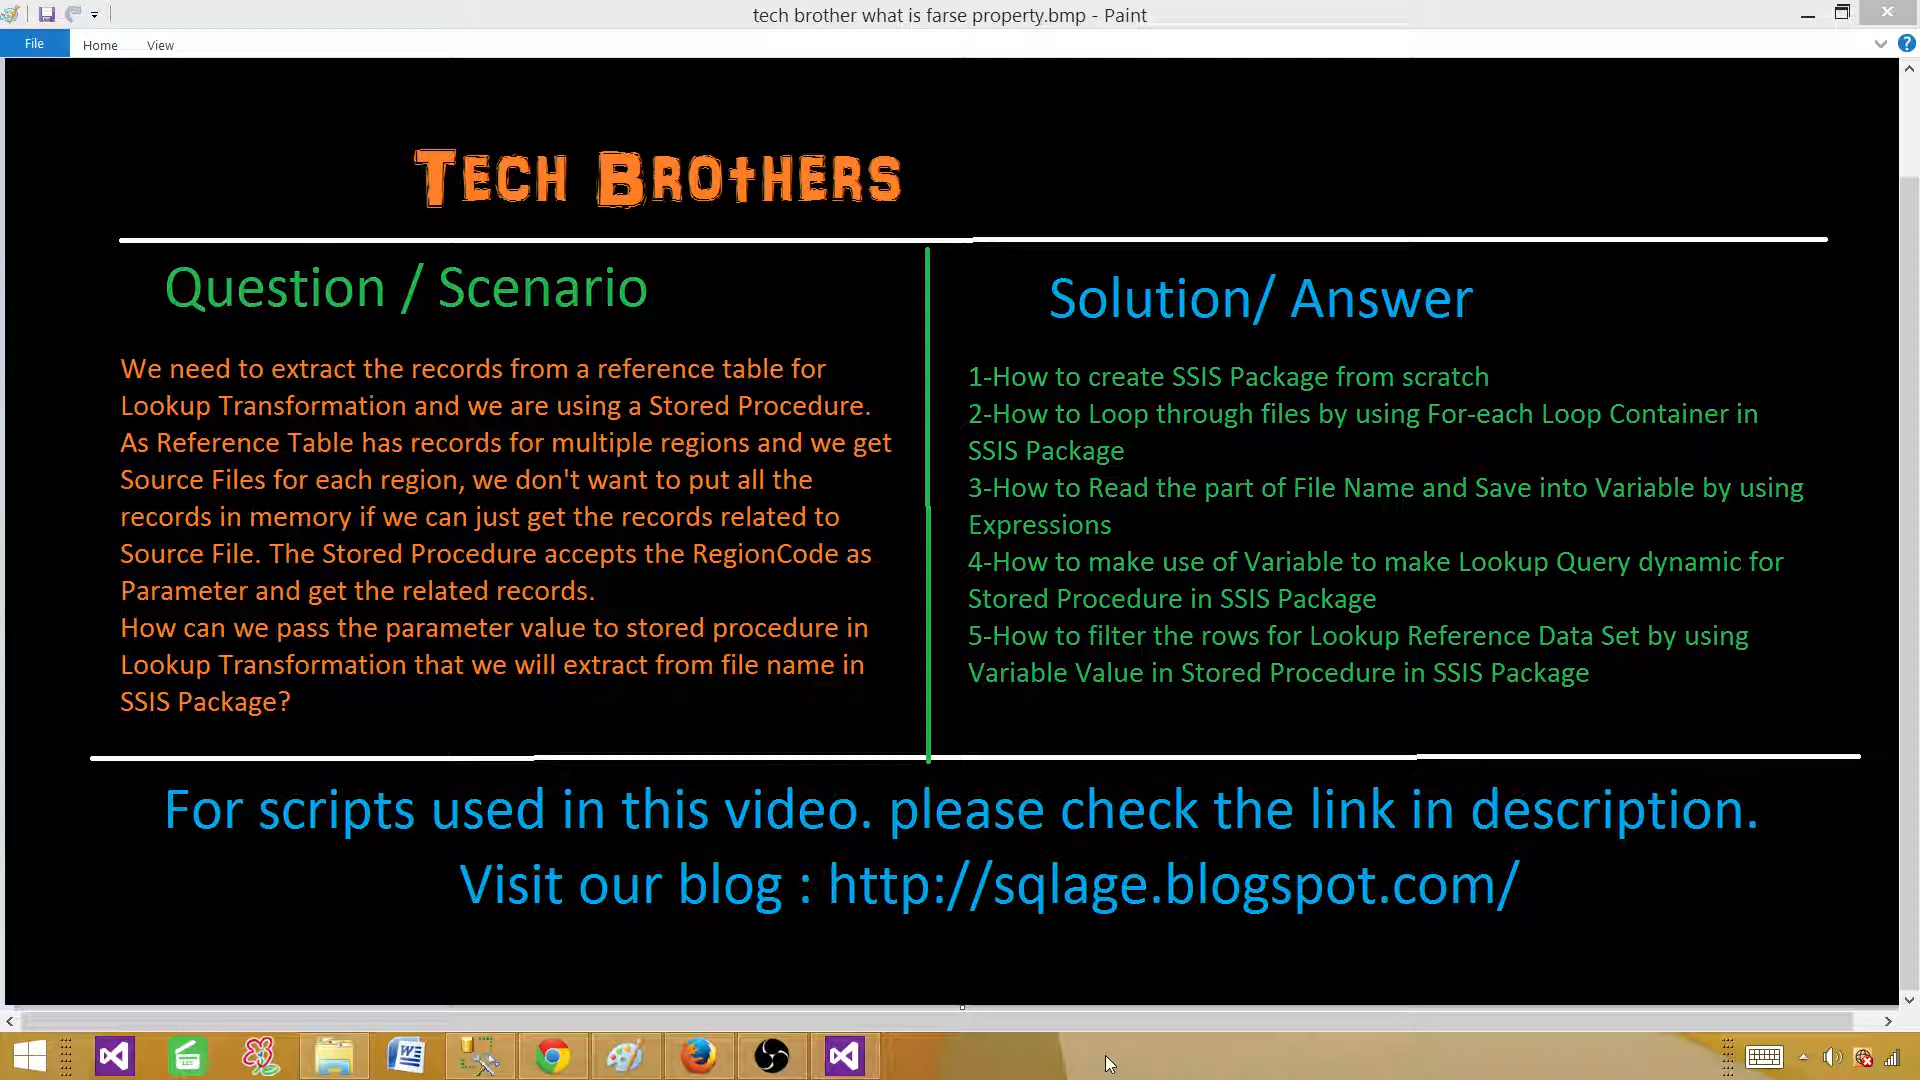 tech brother what is farse property.bmp - Paint
File
Home
View
Tech Brothers
Question / Scenario
We need to extract the records from a reference table for
Lookup Transformation and we are using a Stored Procedure.
As Reference Table has records for multiple regions and we get
Source Files for each region, we don't want to put all the
records in memory if we can just get the records related to
Source File. The Stored Procedure accepts the RegionCode as
Parameter and get the related records.
How can we pass the parameter value to stored procedure in
Lookup Transformation that we will extract from file name in
SSIS Package?
Solution/ Answer
1-How to create SSIS Package from scratch
2-How to Loop through files by using For-each Loop Container in
SSIS Package
3-How to Read the part of File Name and Save into Variable by using
Expressions
4-How to make use of Variable to make Lookup Query dynamic for
Stored Procedure in SSIS Package
5-How to filter the rows for Lookup Reference Data Set by using
Variable Value in Stored Procedure in SSIS Package
For scripts used in this video. please check the link in description.
Visit our blog : http://sqlage.blogspot.com/